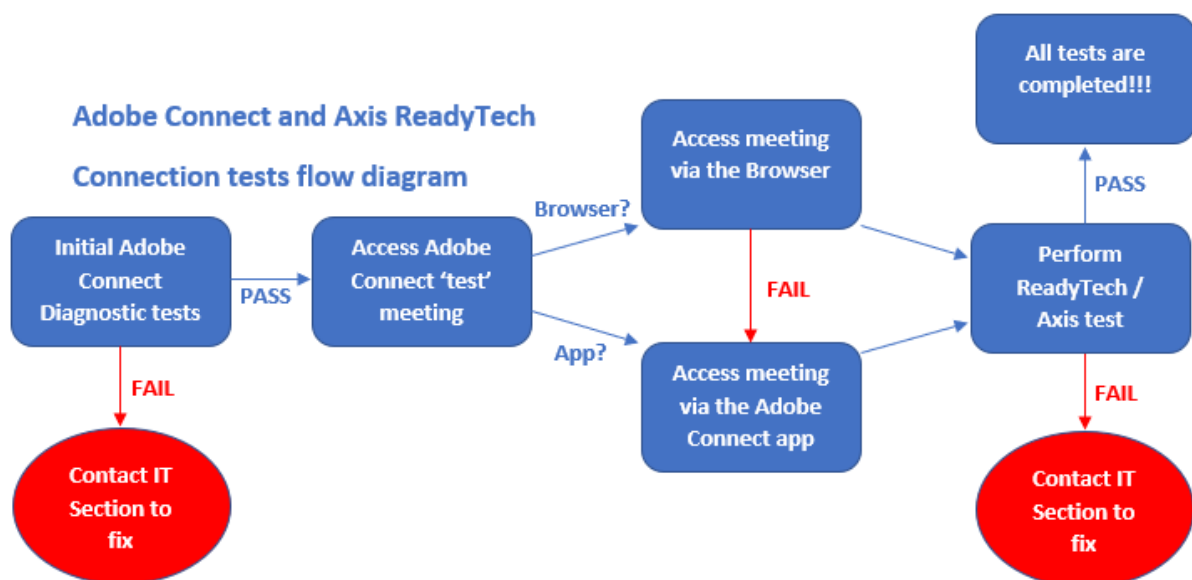 Adobe Connect and Axis ReadyTech
Connection tests flow diagram
Initial Adobe
Connect
Diagnostic tests
PASS
FAIL
Contact IT
Section to
fix
Access Adobe
Connect ‘test’
meeting
Browser?
App?
Access meeting
via the Browser
FAIL
Access meeting
via the Adobe
Connect app
Perform
ReadyTech /
Axis test
PASS
All tests are
completed!!!
FAIL
Contact IT
Section to
fix